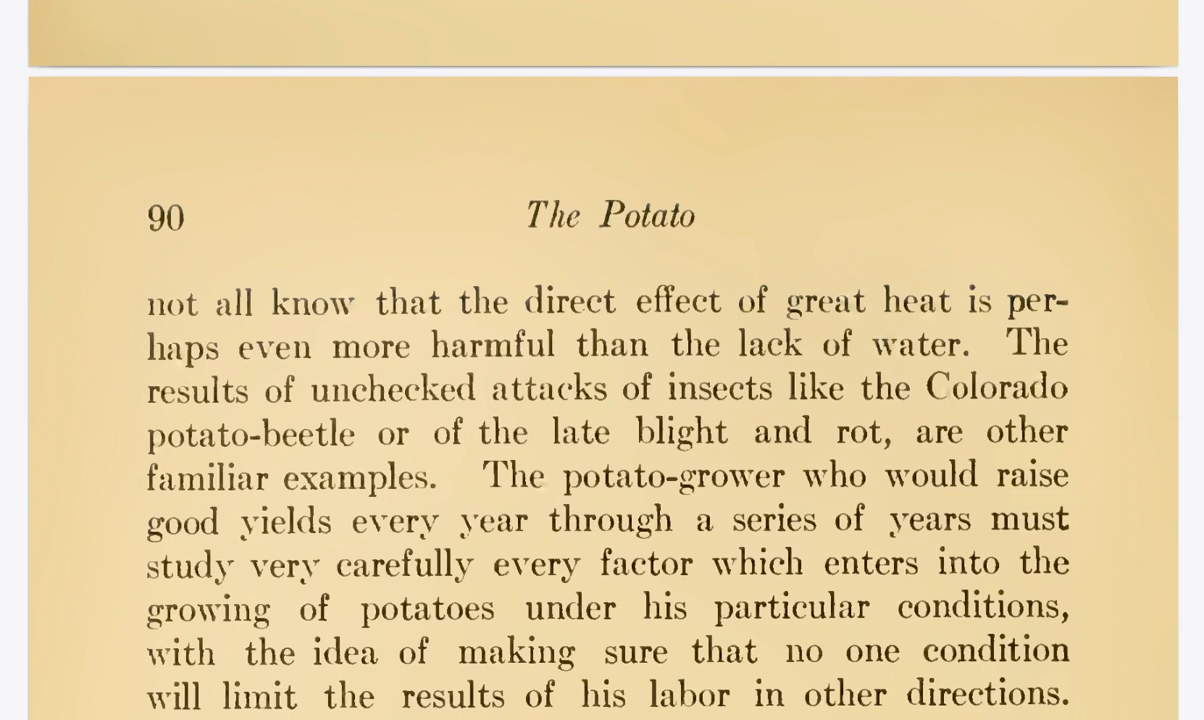 90 The Potato
not all know that the direct effect of great heat is per-
haps even more harmful than the lack of water. The
results of unchecked attacks of insects like the Colorado
potato-beetle or of the late blight and rot, are other
familiar examples. The potato-grower who would raise
good yields every year through a series of years must
study very carefully every factor which enters into the
growing of potatoes under his particular conditions,
with the idea of making sure that no one condition
will limit the results of his labor in other directions.